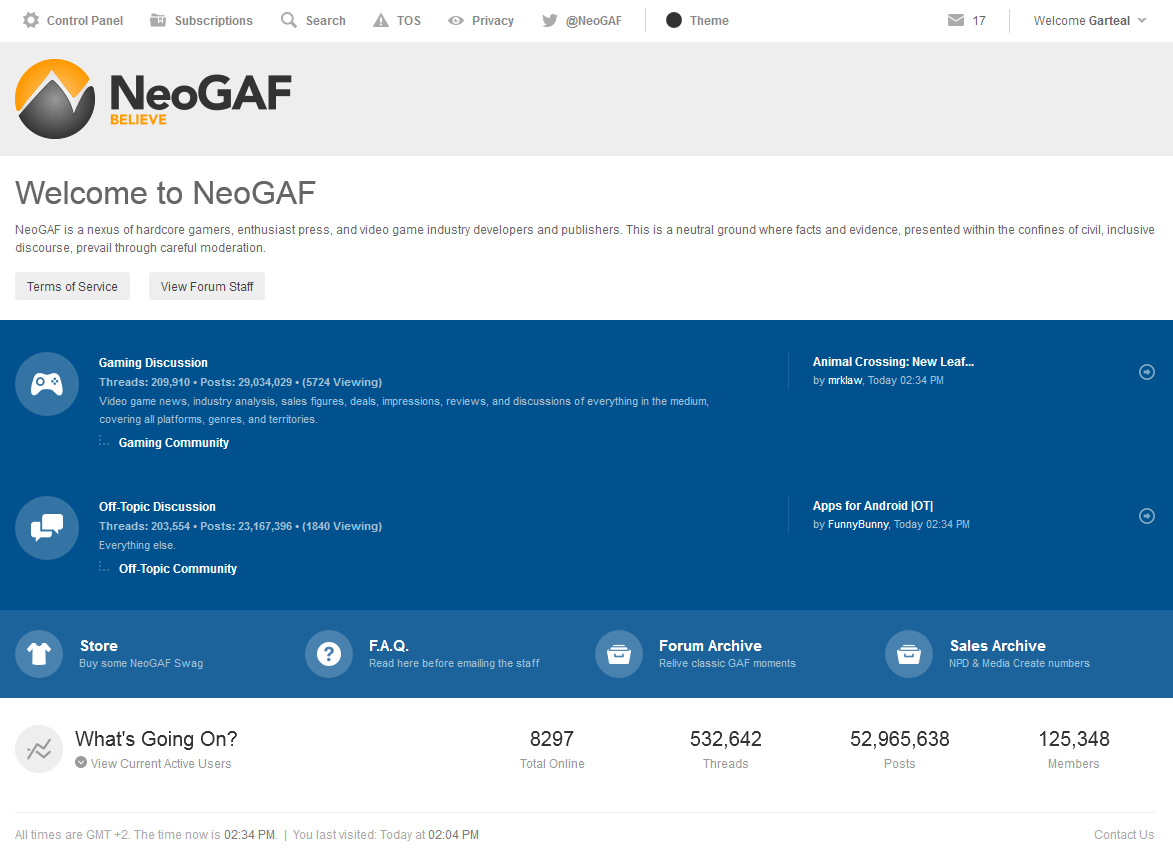 Control Panel Subscriptions Search TOS Privacy @NeoGAF Theme 17 Welcome Garteal
NeoGAF
BELIEVE
Welcome to NeoGAF
NeoGAF is a nexus of hardcore gamers, enthusiast press, and video game industry developers and publishers. This is a neutral ground where facts and evidence, presented within the confines of civil, inclusive
discourse, prevail through careful moderation.
Terms of Service View Forum Staff
Gaming Discussion
Threads: 209,910 • Posts: 29,034,029 • (5724 Viewing)
Video game news, industry analysis, sales figures, deals, impressions, reviews, and discussions of everything in the medium,
covering all platforms, genres, and territories.
Gaming Community
Animal Crossing: New Leaf...
by mrklaw, Today 02:34 PM
Off-Topic Discussion
Threads: 203,554 • Posts: 23,167,396 • (1840 Viewing)
Everything else.
Off-Topic Community
Apps for Android |OT|
by FunnyBunny, Today 02:34 PM
Store
Buy some NeoGAF Swag
F.A.Q.
Read here before emailing the staff
Forum Archive
Relive classic GAF moments
Sales Archive
NPD & Media Create numbers
What's Going On?
View Current Active Users
8297
Total Online
532,642
Threads
52,965,638
Posts
125,348
Members
All times are GMT +2. The time now is 02:34 PM. | You last visited: Today at 02:04 PM
Contact Us